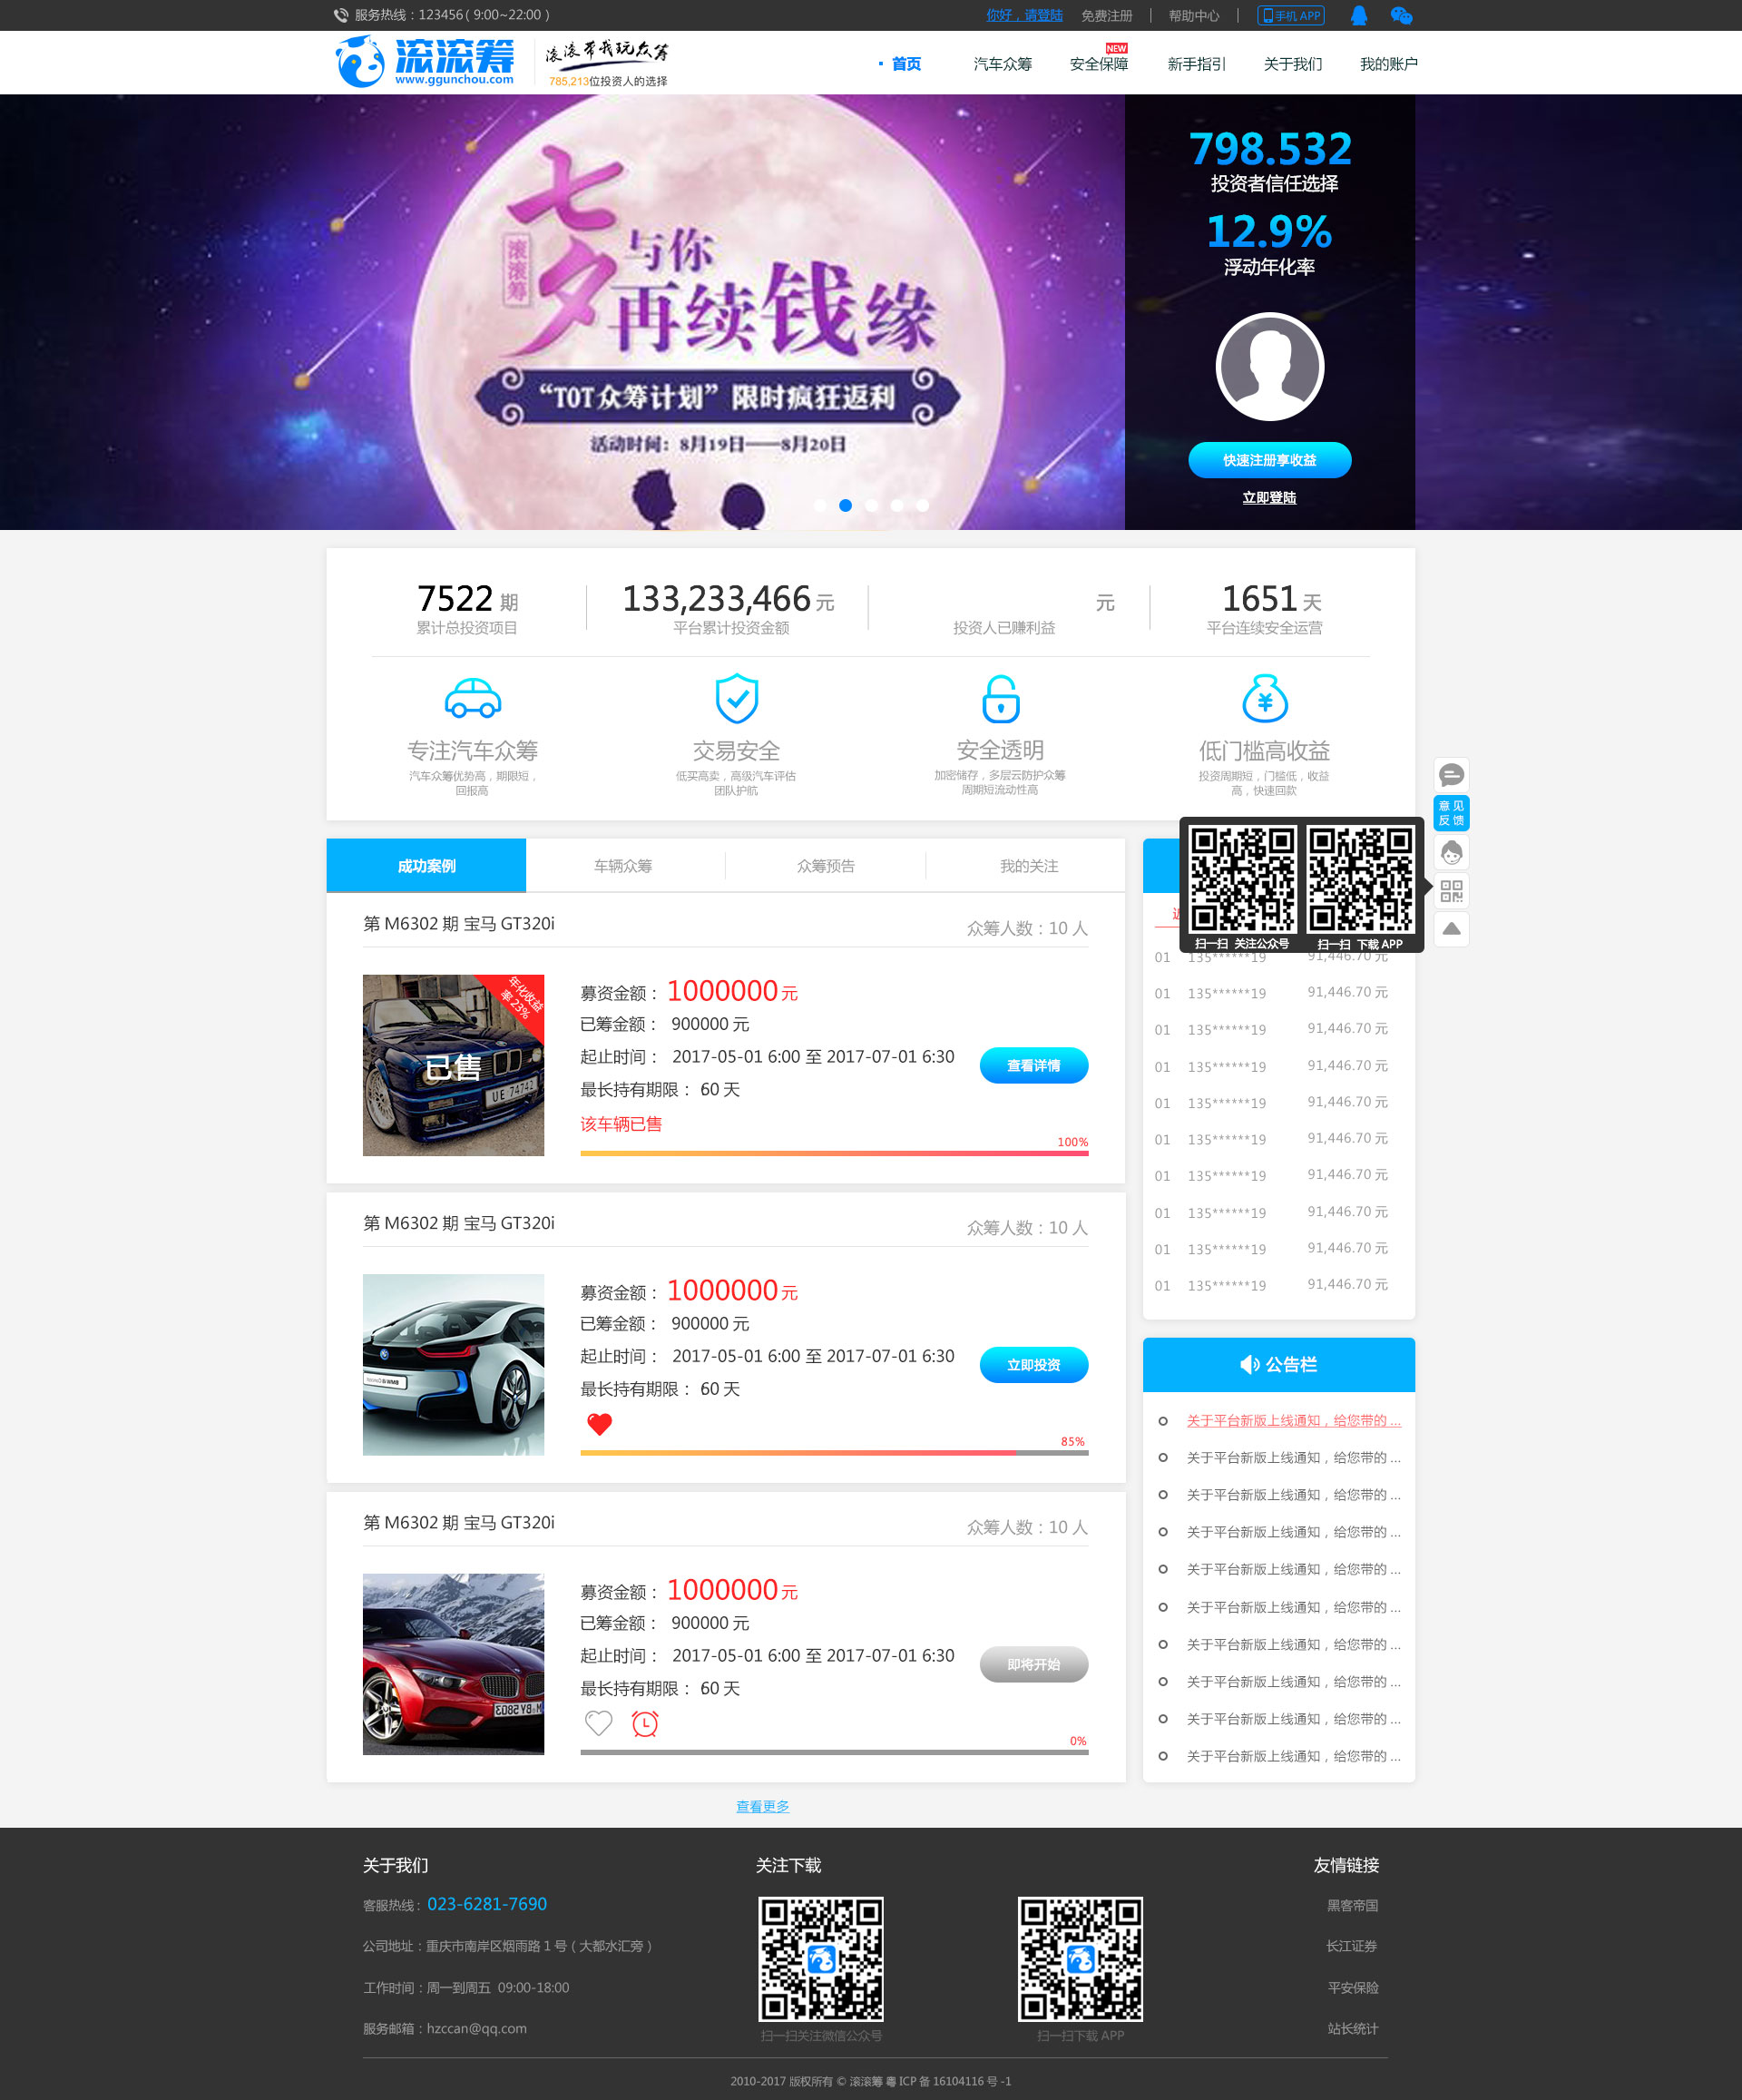 服务热线：123456 ( 9:00~22:00 )
你好，请登陆 免费注册 帮助中心 手机 APP
滚滚筹
www.ggunchou.com
滚滚带我玩众筹
785,213位投资人的选择
首页 汽车众筹 安全保障 NEW 新手指引 关于我们 我的账户
七夕
滚滚筹
与你
再续钱缘
“TOT众筹计划”限时疯狂返利
活动时间：8月19日——8月20日
798.532
投资者信任选择
12.9%
浮动年化率
快速注册享收益
立即登陆
7522 期
累计总投资项目
133,233,466 元
平台累计投资金额
元
投资人已赚利益
1651 天
平台连续安全运营
专注汽车众筹
汽车众筹优势高，期限短，
回报高
交易安全
低买高卖，高级汽车评估
团队护航
安全透明
加密储存，多层云防护众筹
周期短流动性高
低门槛高收益
投资周期短，门槛低，收益
高，快速回款
意 见
反 馈
扫一扫 关注公众号
扫一扫 下载 APP
成功案例 车辆众筹 众筹预告 我的关注
第 M6302 期 宝马 GT320i
众筹人数：10 人
年化收益
率 23%
已售
UE 74742
募资金额： 1000000 元
已筹金额： 900000 元
起止时间： 2017-05-01 6:00 至 2017-07-01 6:30
查看详情
最长持有期限： 60 天
该车辆已售
100%
第 M6302 期 宝马 GT320i
众筹人数：10 人
募资金额： 1000000 元
已筹金额： 900000 元
起止时间： 2017-05-01 6:00 至 2017-07-01 6:30
立即投资
最长持有期限： 60 天
85%
第 M6302 期 宝马 GT320i
众筹人数：10 人
募资金额： 1000000 元
已筹金额： 900000 元
起止时间： 2017-05-01 6:00 至 2017-07-01 6:30
即将开始
最长持有期限： 60 天
0%
查看更多
01 135******19 91,446.70 元
01 135******19 91,446.70 元
01 135******19 91,446.70 元
01 135******19 91,446.70 元
01 135******19 91,446.70 元
01 135******19 91,446.70 元
01 135******19 91,446.70 元
01 135******19 91,446.70 元
01 135******19 91,446.70 元
01 135******19 91,446.70 元
公告栏
关于平台新版上线通知，给您带的 ...
关于平台新版上线通知，给您带的 ...
关于平台新版上线通知，给您带的 ...
关于平台新版上线通知，给您带的 ...
关于平台新版上线通知，给您带的 ...
关于平台新版上线通知，给您带的 ...
关于平台新版上线通知，给您带的 ...
关于平台新版上线通知，给您带的 ...
关于平台新版上线通知，给您带的 ...
关于平台新版上线通知，给您带的 ...
关于我们
客服热线： 023-6281-7690
公司地址：重庆市南岸区烟雨路 1 号 ( 大都水汇旁 )
工作时间：周一到周五 09:00-18:00
服务邮箱：hzccan@qq.com
关注下载
扫一扫关注微信公众号
扫一扫下载 APP
友情链接
黑客帝国
长江证券
平安保险
站长统计
2010-2017 版权所有 © 滚滚筹 粤 ICP 备 16104116 号 -1